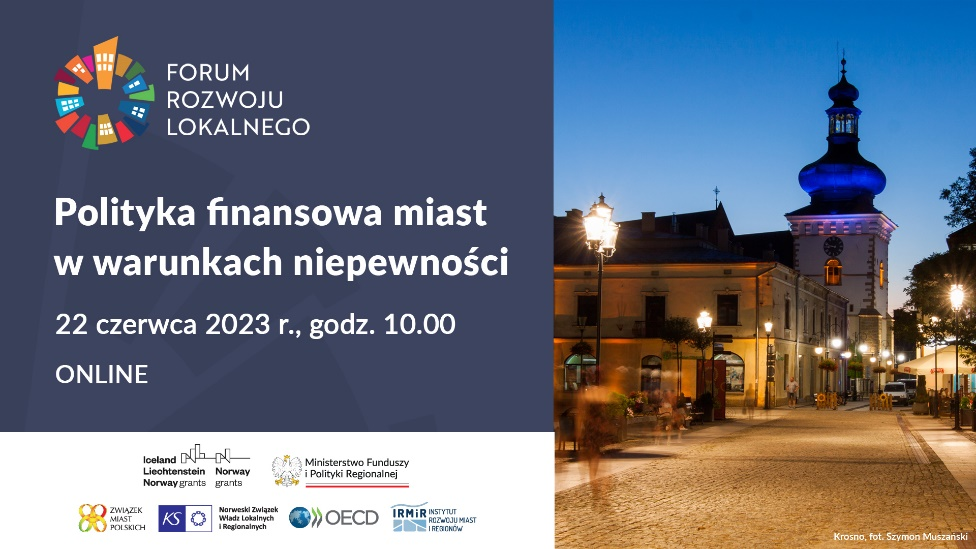 FORUM
ROZWOJU
LOKALNEGO
Polityka finansowa miast
w warunkach niepewności
22 czerwca 2023 r., godz. 10.00
ONLINE
Iceland
Liechtenstein Norway
Norway grants grants
Ministerstwo Funduszy
i Polityki Regionalnej
ZWIĄZEK
MIAST
POLSKICH
KS
Norweski Związek
Władz Lokalnych
i Regionalnych
OECD
IRMiR INSTYTUT
ROZWOJU MIAST
I REGIONÓW
Krosno, fot. Szymon Muszański